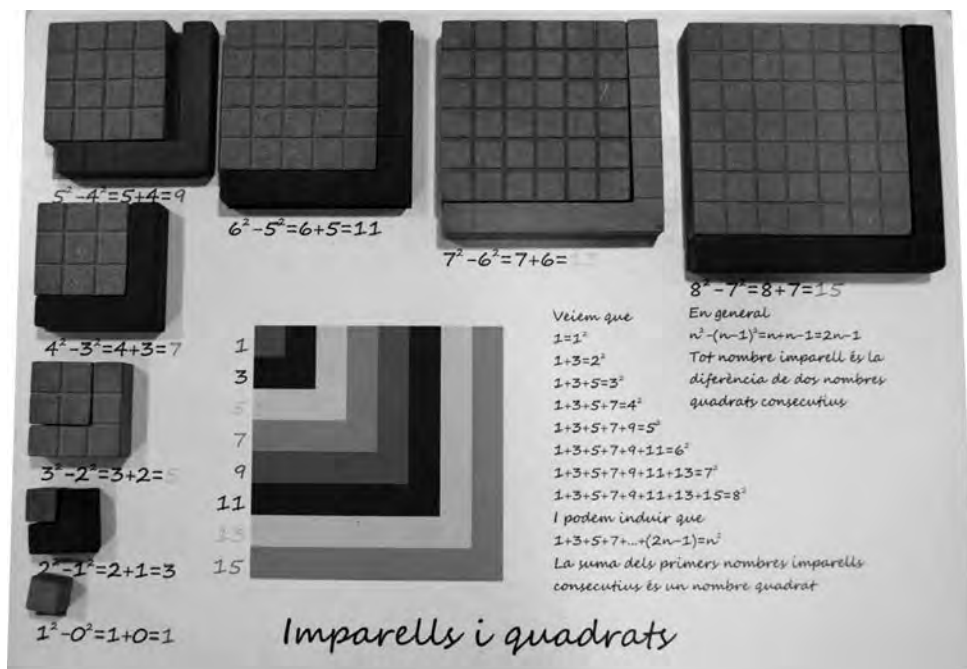 5²-4²=5+4=9
6²-5²=6+5=11
7²-6²=7+6=13
8²-7²=8+7=15
4²-3²=4+3=7
3²-2²=3+2=5
2²-1²=2+1=3
1²-0²=1+0=1
1
3
5
7
9
11
13
15
Veiem que
1=1²
1+3=2²
1+3+5=3²
1+3+5+7=4²
1+3+5+7+9=5²
1+3+5+7+9+11=6²
1+3+5+7+9+11+13=7²
1+3+5+7+9+11+13+15=8²
I podem induir que
1+3+5+7+...+(2n-1)=n²
La suma dels primers nombres imparells
consecutius és un nombre quadrat
En general
n²-(n-1)²=n+n-1=2n-1
Tot nombre imparell és la
diferència de dos nombres
quadrats consecutius
Imparells i quadrats